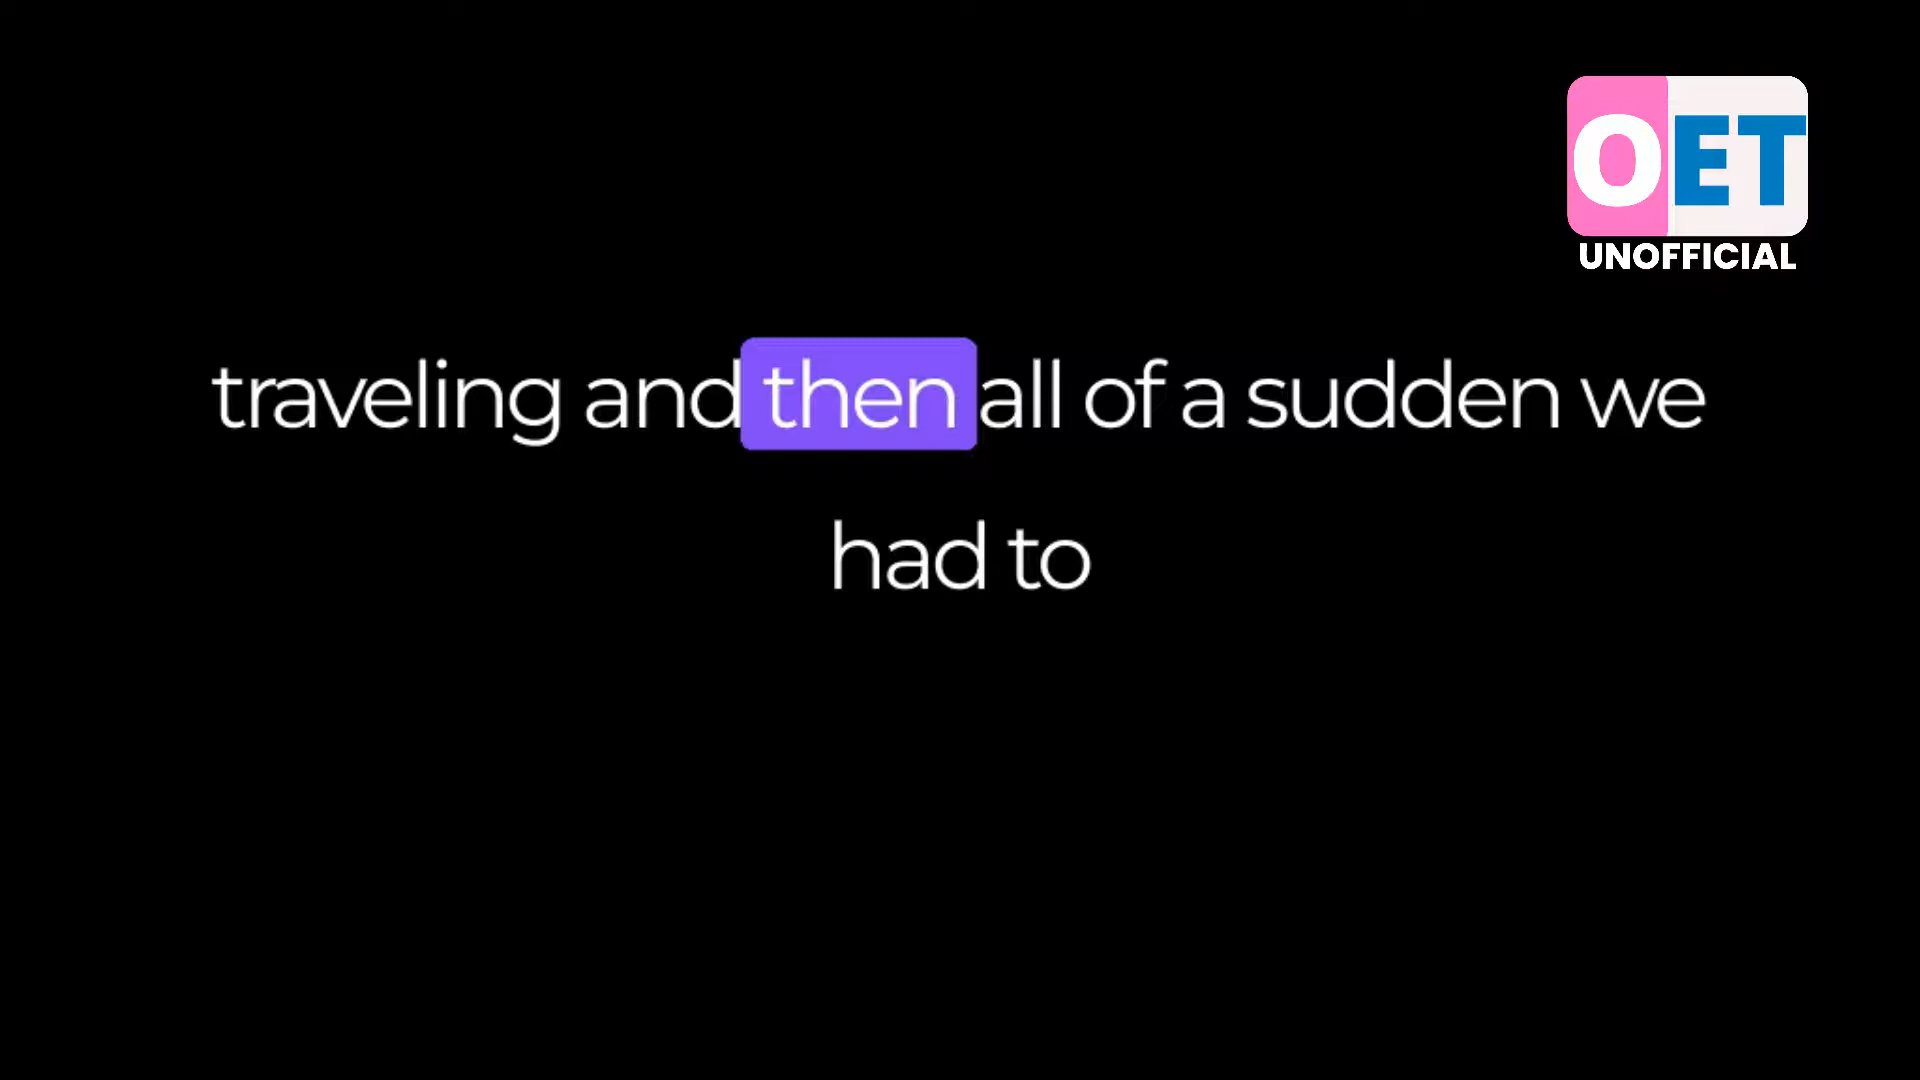 OET
UNOFFICIAL
traveling and then all of a sudden we
had to